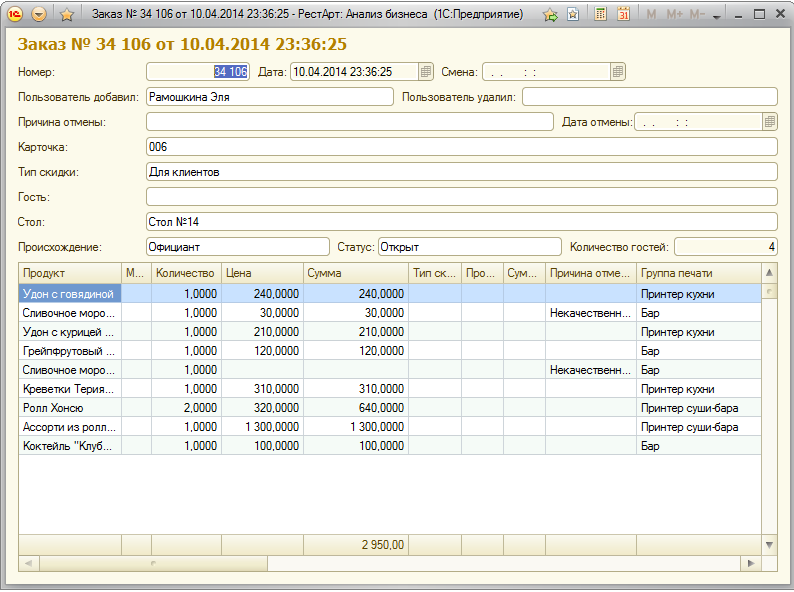 Заказ № 34 106 от 10.04.2014 23:36:25 - РестАрт: Анализ бизнеса (1С:Предприятие) 31 M M+ M-
Заказ № 34 106 от 10.04.2014 23:36:25
Номер: 34 106 Дата: 10.04.2014 23:36:25 Смена: . . : :
Пользователь добавил: Рамошкина Эля Пользователь удалил:
Причина отмены: Дата отмены: . . : :
Карточка: 006
Тип скидки: Для клиентов
Гость:
Стол: Стол №14
Происхождение: Официант Статус: Открыт Количество гостей: 4
Продукт М... Количество Цена Сумма Тип ск... Про... Сум... Причина отме... Группа печати
Удон с говядиной 1,0000 240,0000 240,0000 Принтер кухни
Сливочное моро... 1,0000 30,0000 30,0000 Некачественн... Бар
Удон с курицей ... 1,0000 210,0000 210,0000 Принтер кухни
Грейпфрутовый ... 1,0000 120,0000 120,0000 Бар
Сливочное моро... 1,0000 Некачественн... Бар
Креветки Терия... 1,0000 310,0000 310,0000 Принтер кухни
Ролл Хонсю 2,0000 320,0000 640,0000 Принтер суши-бара
Ассорти из ролл... 1,0000 1 300,0000 1 300,0000 Принтер суши-бара
Коктейль "Клуб... 1,0000 100,0000 100,0000 Бар
2 950,00